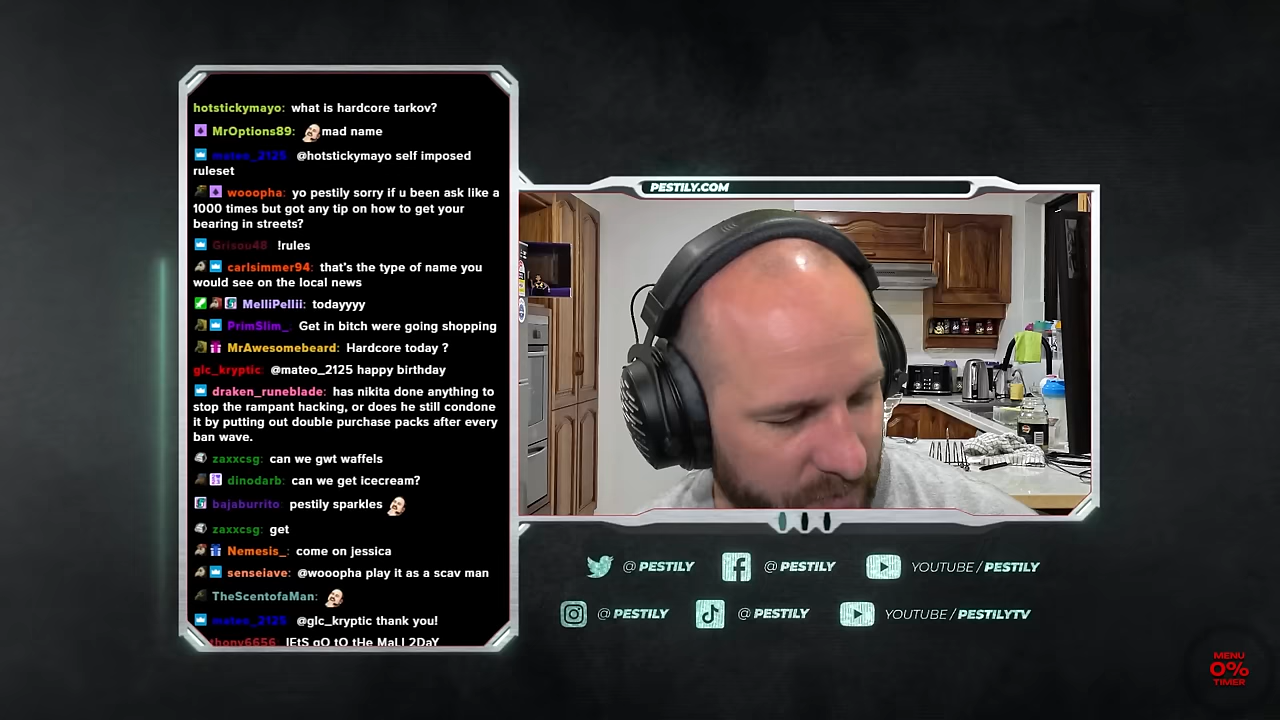 hotstickymayo: what is hardcore tarkov?
MrOptions89: mad name
mateo_2125 @hotstickymayo self imposed
ruleset
wooopha: yo pestily sorry if u been ask like a
1000 times but got any tip on how to get your
bearing in streets?
Grisou48 !rules
carlsimmer94: that's the type of name you
would see on the local news
MelliPellii: todayyyy
PrimSlim_: Get in bitch were going shopping
MrAwesomebeard: Hardcore today ?
glc_kryptic: @mateo_2125 happy birthday
draken_runeblade: has nikita done anything to
stop the rampant hacking, or does he still condone
it by putting out double purchase packs after every
ban wave.
zaxxcsg: can we gwt waffels
dinodarb: can we get icecream?
bajaburrito: pestily sparkles
zaxxcsg: get
Nemesis_: come on jessica
senseiave: @wooopha play it as a scav man
TheScentofaMan:
mateo_2125 @glc_kryptic thank you!
thony6656 lEtS gO tO tHe MaLl 2DaY
PESTILY.COM
@PESTILY
@PESTILY
YOUTUBE/PESTILY
@PESTILY
@PESTILY
YOUTUBE/PESTILYTV
MENU
0%
TIMER